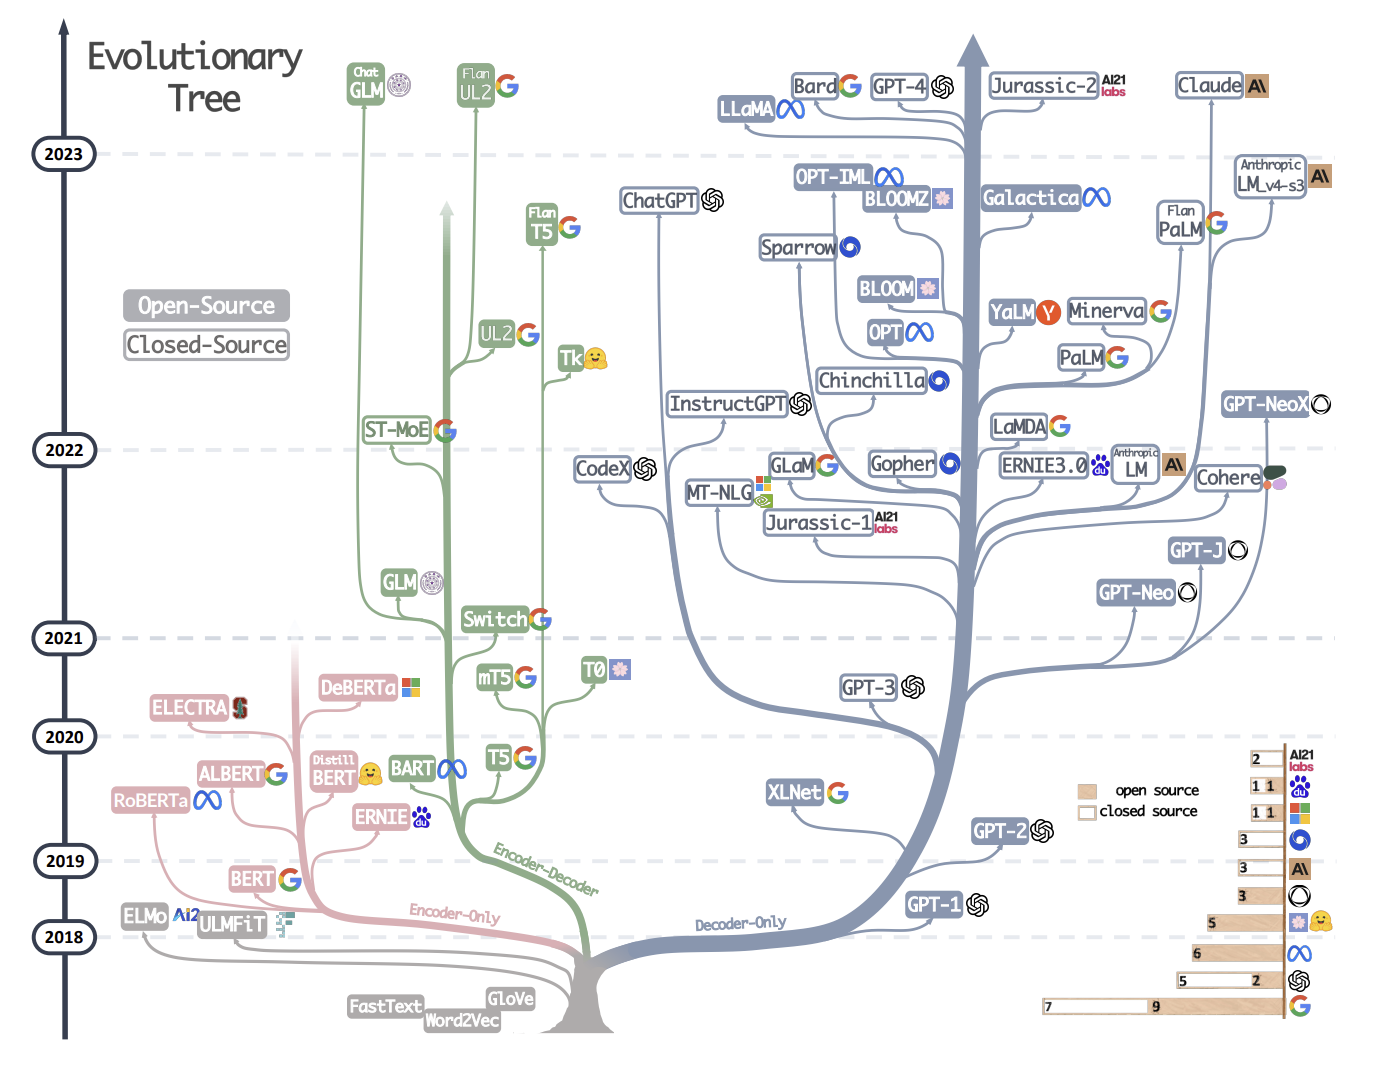 Evolutionary
Tree
2023
2022
2021
2020
2019
2018
Open-Source
Closed-Source
Chat
GLM
Flan
UL2
Flan
T5
UL2
Tk
ST-MoE
GLM
Switch
mT5
T0
T5
BART
Encoder-Decoder
DeBERTa
ELECTRA
ALBERT
Distill
BERT
RoBERTa
ERNIE
du
BERT
ELMo
AI2
ULMFiT
Encoder-Only
FastText
GloVe
Word2Vec
Decoder-Only
LLaMA
Bard
GPT-4
Jurassic-2
AI21
labs
Claude
A\
Anthropic
LM_v4-s3
A\
OPT-IML
BLOOMZ
Galactica
ChatGPT
Flan
PaLM
Sparrow
BLOOM
YaLM
Y
Minerva
OPT
PaLM
Chinchilla
InstructGPT
GPT-NeoX
LaMDA
CodeX
GLaM
Gopher
ERNIE3.0
du
Anthropic
LM
A\
Cohere
MT-NLG
Jurassic-1
AI21
labs
GPT-J
GPT-Neo
GPT-3
XLNet
GPT-2
GPT-1
open source
closed source
2
AI21
labs
1 1
du
1 1
3
3
A\
3
5
6
5 2
7 9